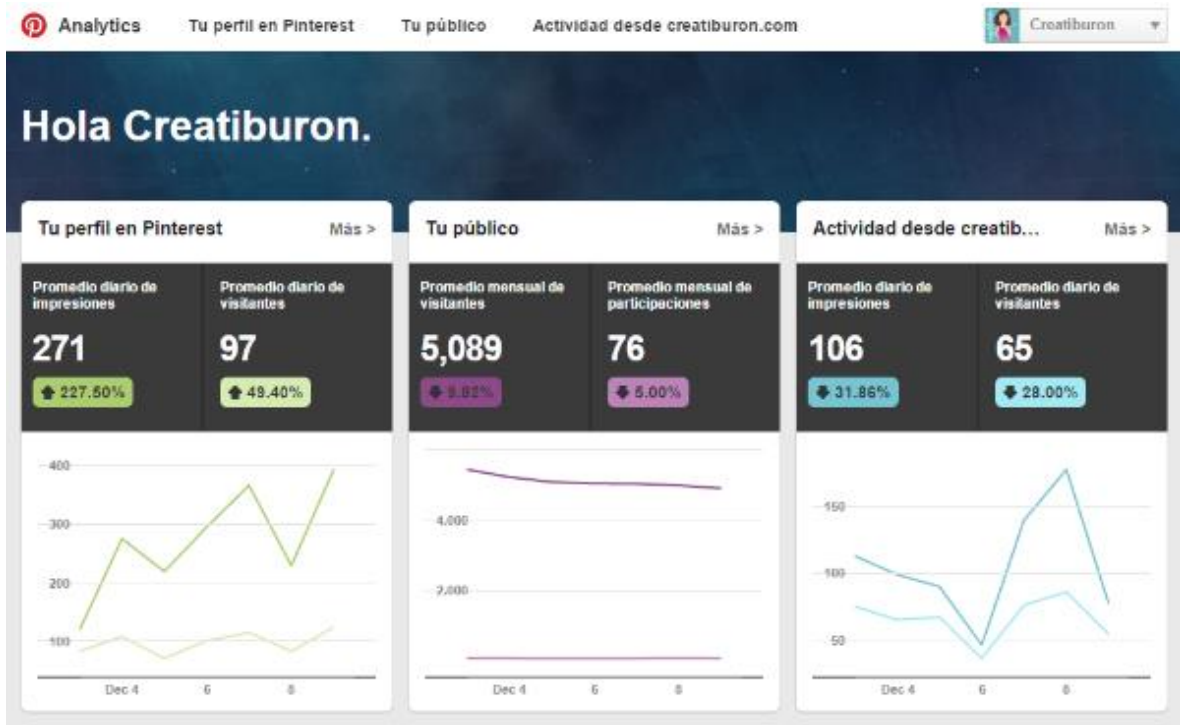 Analytics
Tu perfil en Pinterest
Tu público
Actividad desde creatiburon.com
Creatiburon
Hola Creatiburon.
Tu perfil en Pinterest
Más >
Promedio diario de
impresiones
271
227.50%
Promedio diario de
visitantes
97
49.40%
400
300
200
100
Dec 4
6
8
Tu público
Más >
Promedio mensual de
visitantes
5,089
Promedio mensual de
participaciones
76
5.00%
4.000
2.000
Dec 4
6
8
Actividad desde creatib...
Más >
Promedio diario de
impresiones
106
31.86%
Promedio diario de
visitantes
65
28.00%
150
100
50
Dec 4
6
8